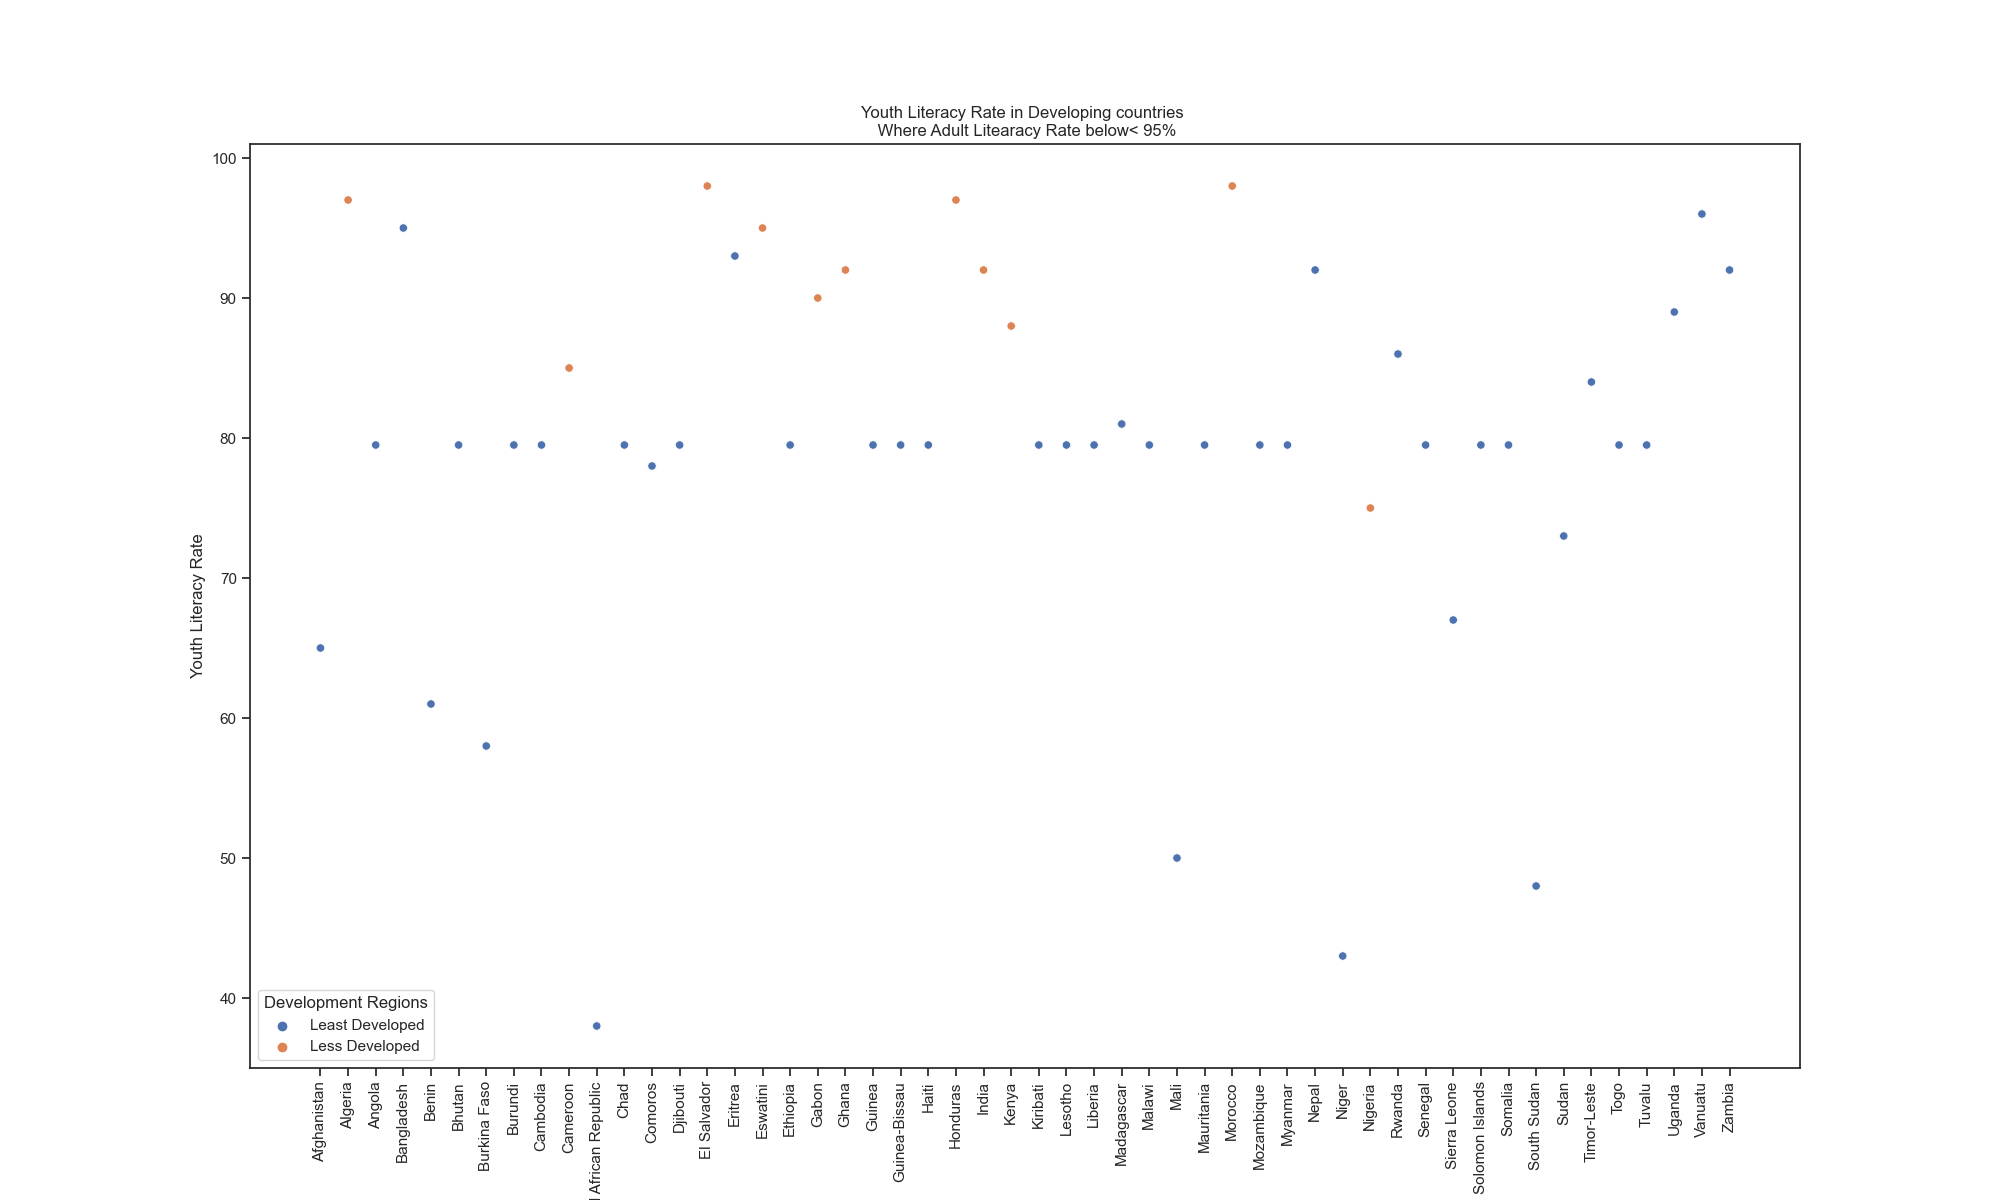 Youth Literacy Rate in Developing countries
Where Adult Litearacy Rate below< 95%
100
90
80
70
60
50
40
Youth Literacy Rate
Development Regions
Least Developed
Less Developed
Afghanistan
Algeria
Angola
Bangladesh
Benin
Bhutan
Burkina Faso
Burundi
Cambodia
Cameroon
l African Republic
Chad
Comoros
Djibouti
El Salvador
Eritrea
Eswatini
Ethiopia
Gabon
Ghana
Guinea
Guinea-Bissau
Haiti
Honduras
India
Kenya
Kiribati
Lesotho
Liberia
Madagascar
Malawi
Mali
Mauritania
Morocco
Mozambique
Myanmar
Nepal
Niger
Nigeria
Rwanda
Senegal
Sierra Leone
Solomon Islands
Somalia
South Sudan
Sudan
Timor-Leste
Togo
Tuvalu
Uganda
Vanuatu
Zambia